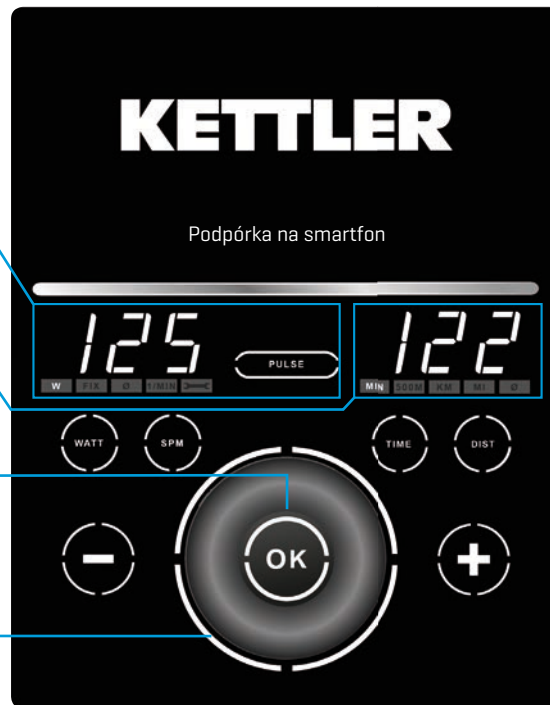 KETTLER
Podpórka na smartfon
125 PULSE 122
W FIX Ø 1/MIN MIN 500M KM MI Ø
WATT SPM TIME DIST
- OK +